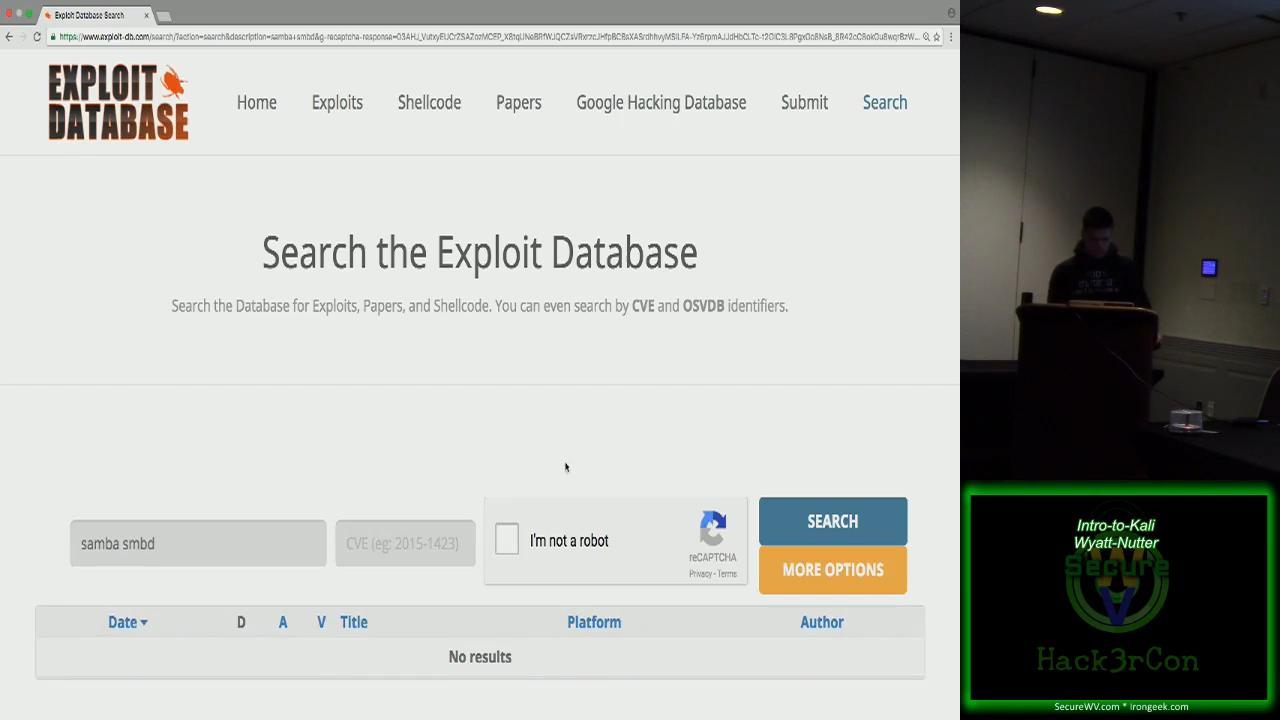 Exploit Database Search
EXPLOIT
DATABASE
Home
Exploits
Shellcode
Papers
Google Hacking Database
Submit
Search
Search the Exploit Database
Search the Database for Exploits, Papers, and Shellcode. You can even search by CVE and OSVDB identifiers.
samba smbd
CVE (eg: 2015-1423)
I'm not a robot
reCAPTCHA
Privacy - Terms
SEARCH
MORE OPTIONS
Date
D
A
V
Title
Platform
Author
No results
Intro-to-Kali
Wyatt-Nutter
Secure
V
Hack3rCon
SecureWV.com * Irongeek.com